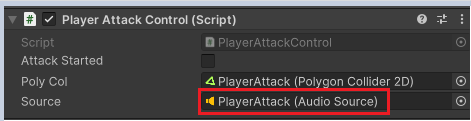 Player Attack Control (Script)
Script PlayerAttackControl
Attack Started
Poly Col PlayerAttack (Polygon Collider 2D)
Source PlayerAttack (Audio Source)